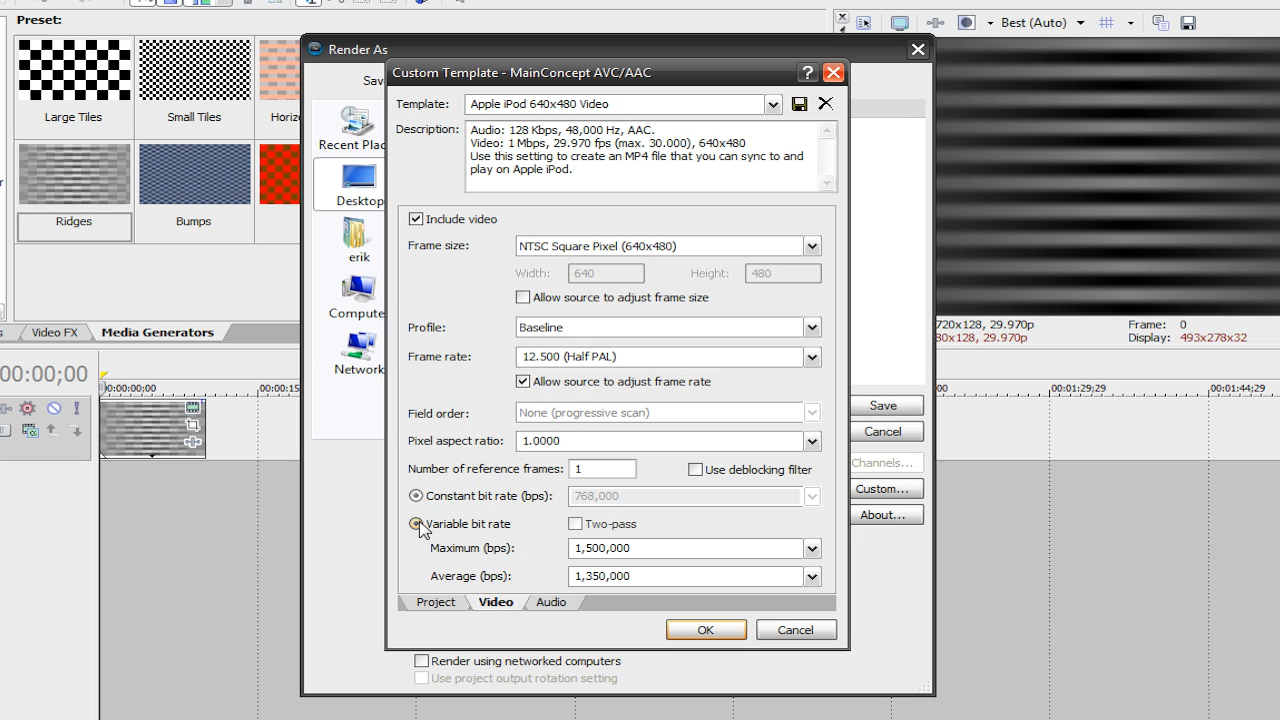 Preset:
Large Tiles
Small Tiles
Horiz
Ridges
Bumps
Video FX
Media Generators
00:00:00;00
00:00:00;00
00:00:15
Best (Auto)
720x128, 29.970p
80x128, 29.970p
Frame: 0
Display: 493x278x32
00:01:29;29
00:01:44;29
Render As
Save
Recent Plac
Desktop
erik
Compute
Network
Save
Cancel
Channels...
Custom...
About...
Render using networked computers
Use project output rotation setting
Custom Template - MainConcept AVC/AAC
Template: Apple iPod 640x480 Video
Description: Audio: 128 Kbps, 48,000 Hz, AAC.
Video: 1 Mbps, 29.970 fps (max. 30.000), 640x480
Use this setting to create an MP4 file that you can sync to and
play on Apple iPod.
Include video
Frame size: NTSC Square Pixel (640x480)
Width: 640 Height: 480
Allow source to adjust frame size
Profile: Baseline
Frame rate: 12.500 (Half PAL)
Allow source to adjust frame rate
Field order: None (progressive scan)
Pixel aspect ratio: 1.0000
Number of reference frames: 1 Use deblocking filter
Constant bit rate (bps): 768,000
Variable bit rate Two-pass
Maximum (bps): 1,500,000
Average (bps): 1,350,000
Project Video Audio
OK Cancel